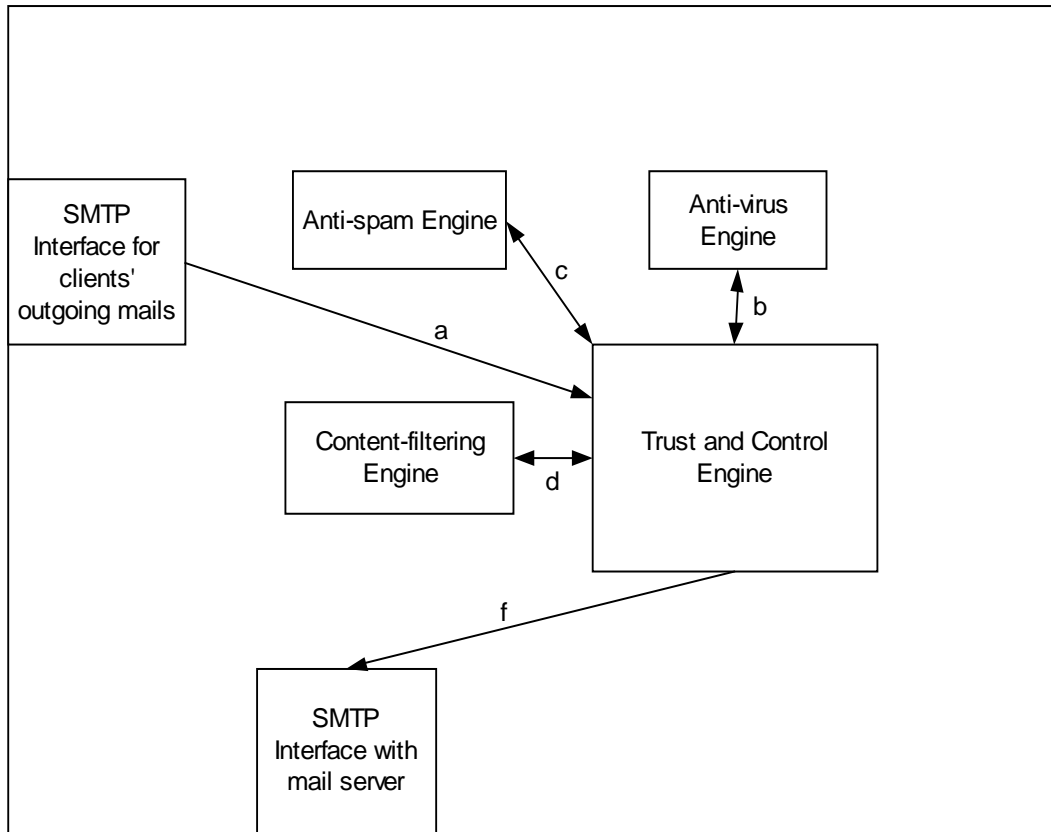 SMTP
Interface for
clients'
outgoing mails
Anti-spam Engine
Anti-virus
Engine
c
b
a
Content-filtering
Engine
d
Trust and Control
Engine
f
SMTP
Interface with
mail server